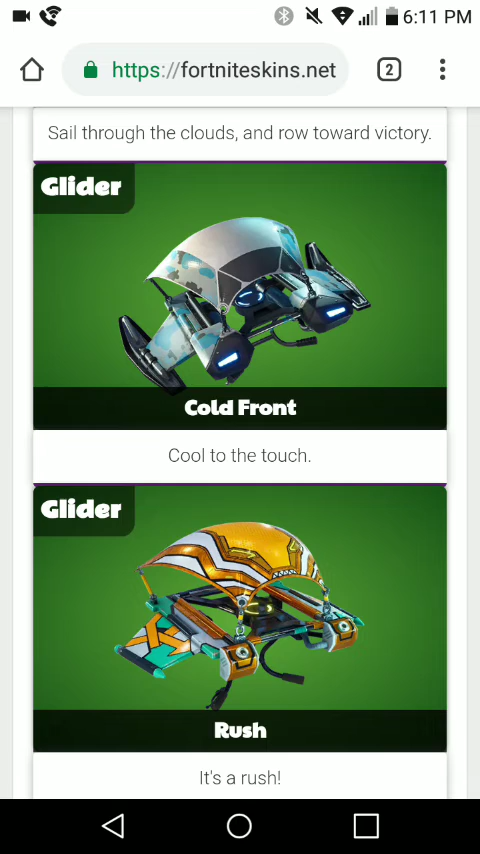 6:11 PM
https://fortniteskins.net
2
Sail through the clouds, and row toward victory.
Glider
Cold Front
Cool to the touch.
Glider
Rush
It's a rush!